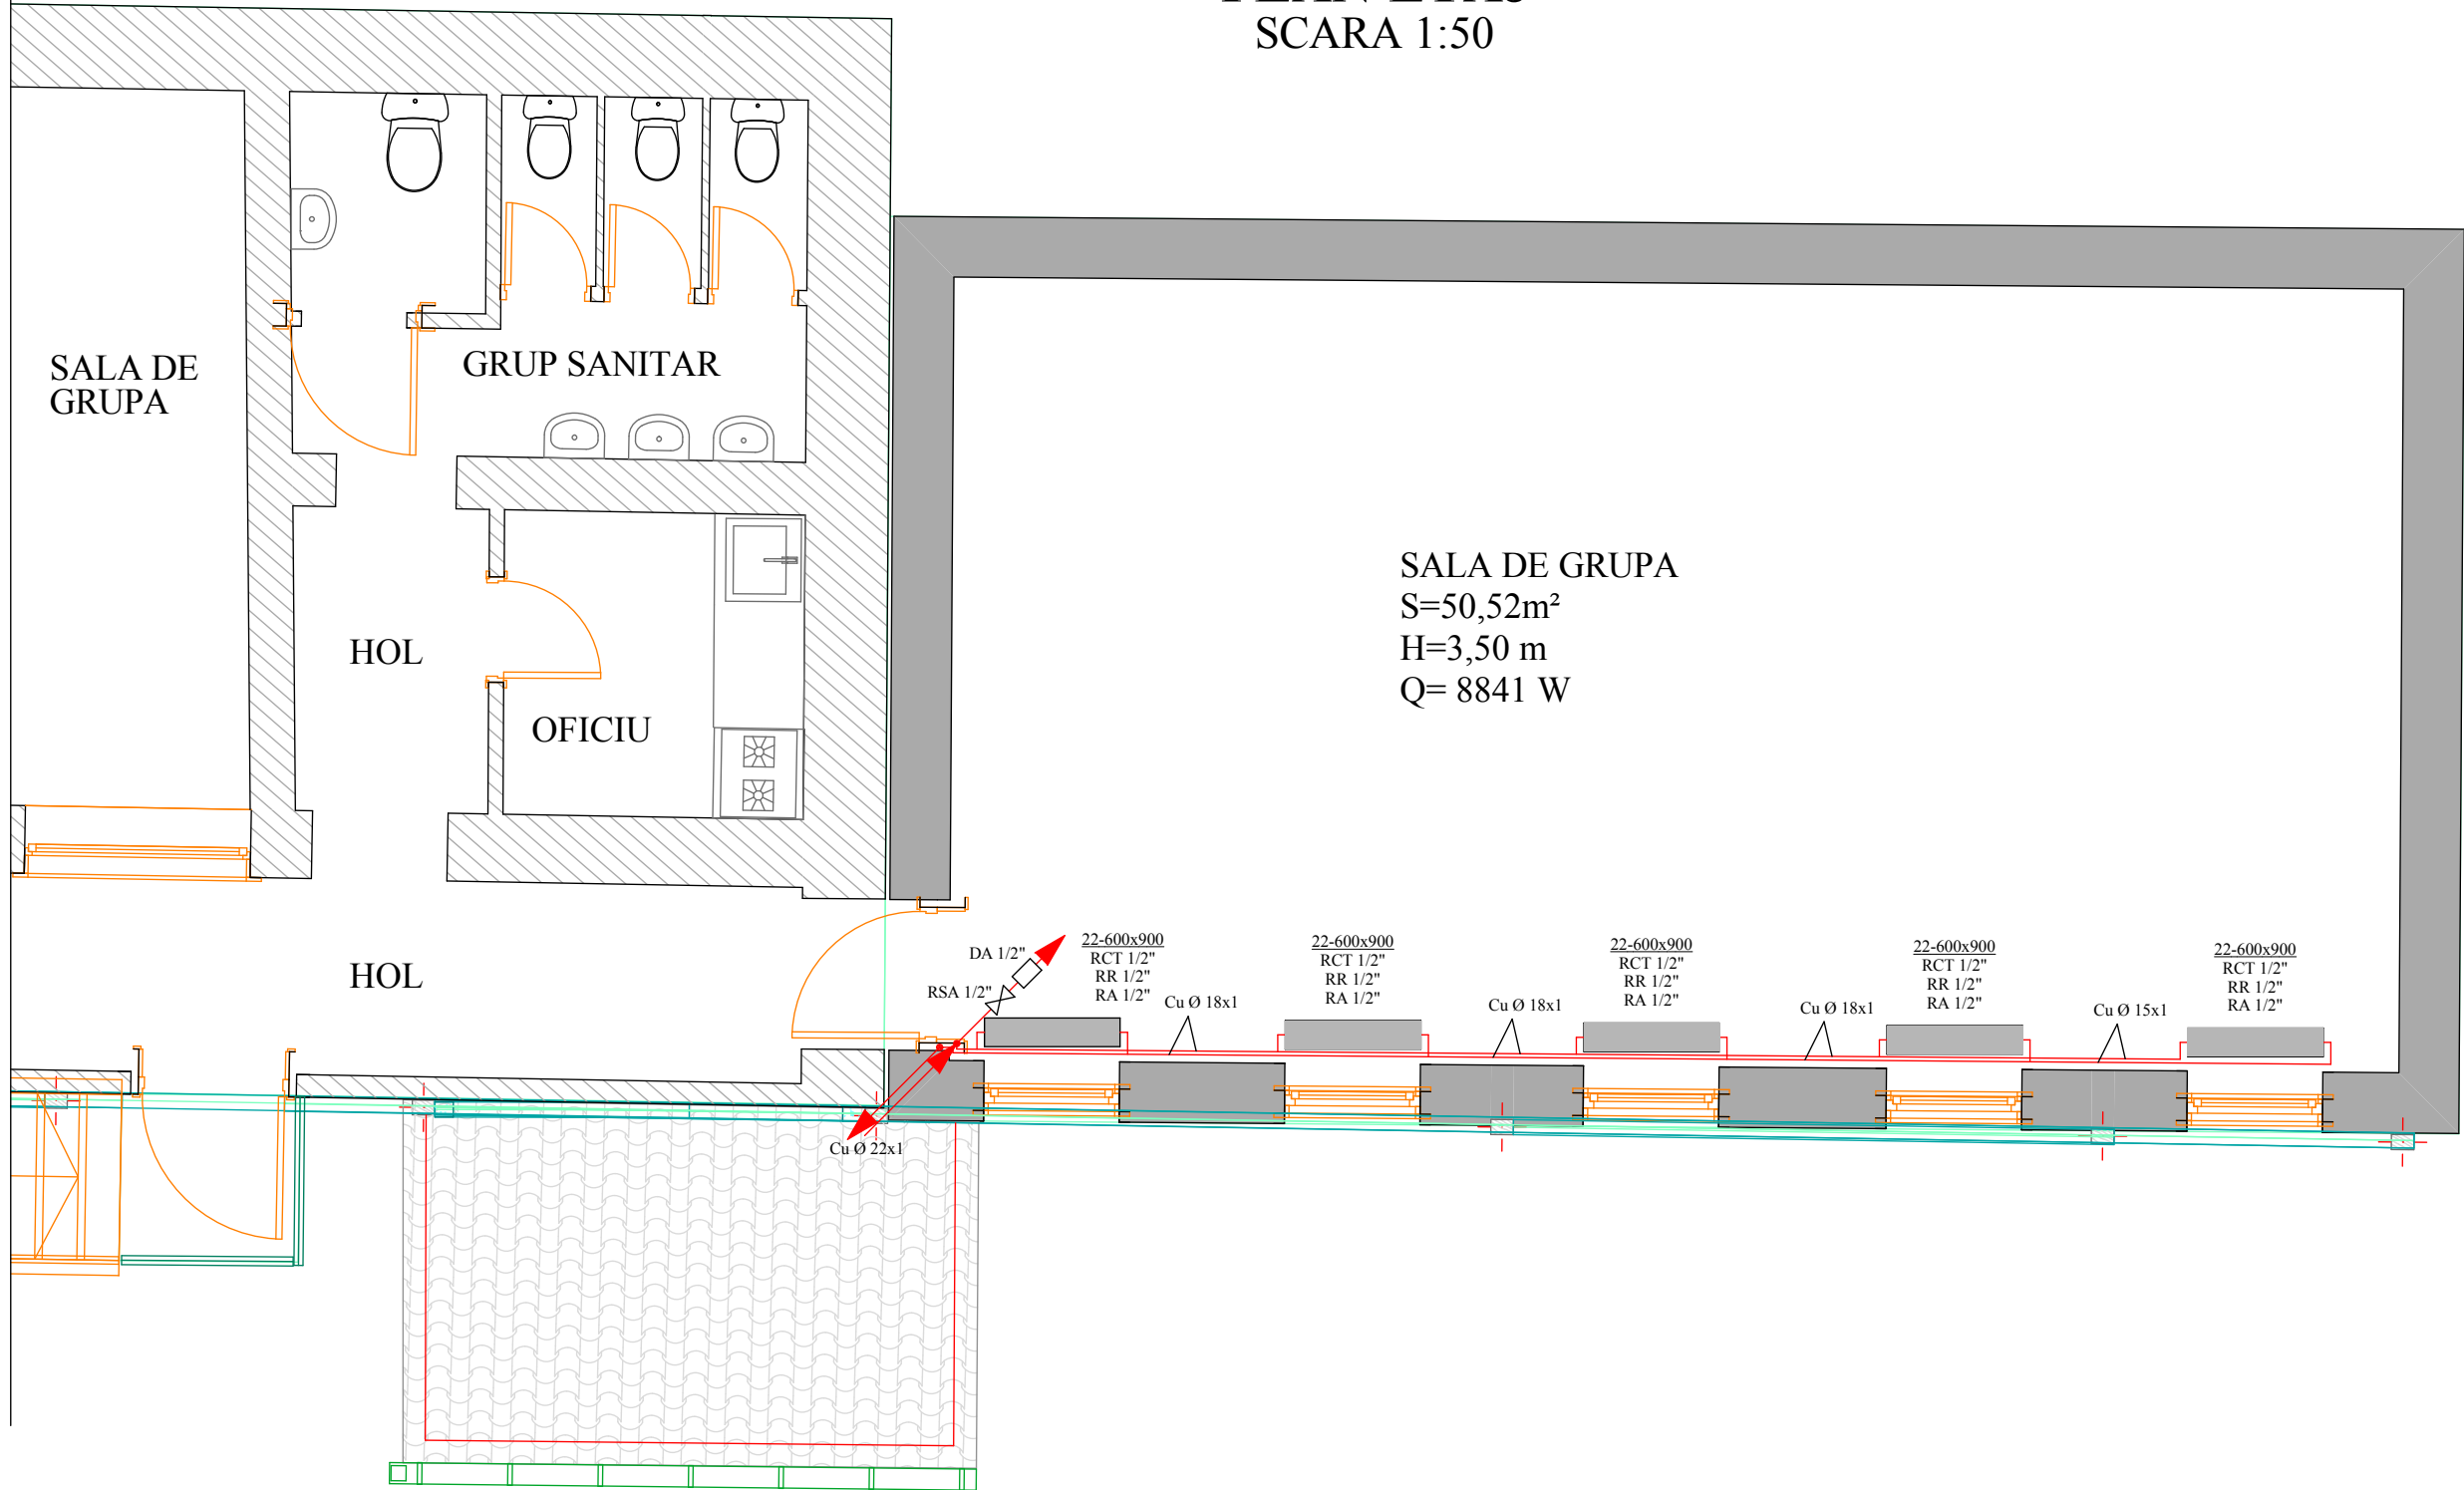 SCARA 1:50
SALA DE
GRUPA
GRUP SANITAR
HOL
OFICIU
HOL
SALA DE GRUPA
S=50,52m²
H=3,50 m
Q= 8841 W
DA 1/2"
RSA 1/2"
22-600x900
RCT 1/2"
RR 1/2"
RA 1/2"
Cu Ø 18x1
22-600x900
RCT 1/2"
RR 1/2"
RA 1/2"
Cu Ø 18x1
22-600x900
RCT 1/2"
RR 1/2"
RA 1/2"
Cu Ø 18x1
22-600x900
RCT 1/2"
RR 1/2"
RA 1/2"
Cu Ø 15x1
22-600x900
RCT 1/2"
RR 1/2"
RA 1/2"
Cu Ø 22x1